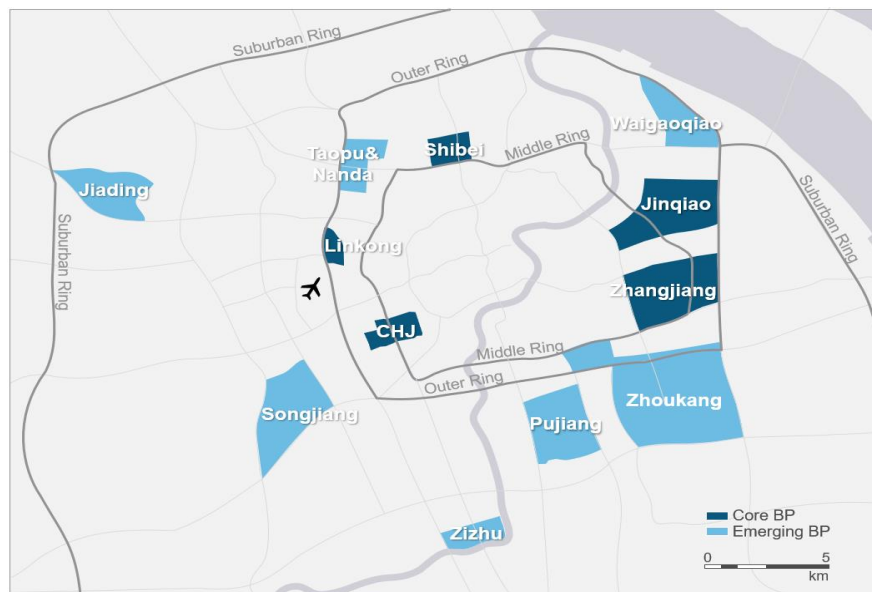 Suburban Ring
Outer Ring
Waigaoqiao
Taopu&
Nanda
Shibei
Middle Ring
Jiading
Jinqiao
Suburban Ring
Suburban Ring
Linkong
Zhangjiang
CHJ
Middle Ring
Outer Ring
Songjiang
Pujiang
Zhoukang
Zizhu
Core BP
Emerging BP
0 5
km